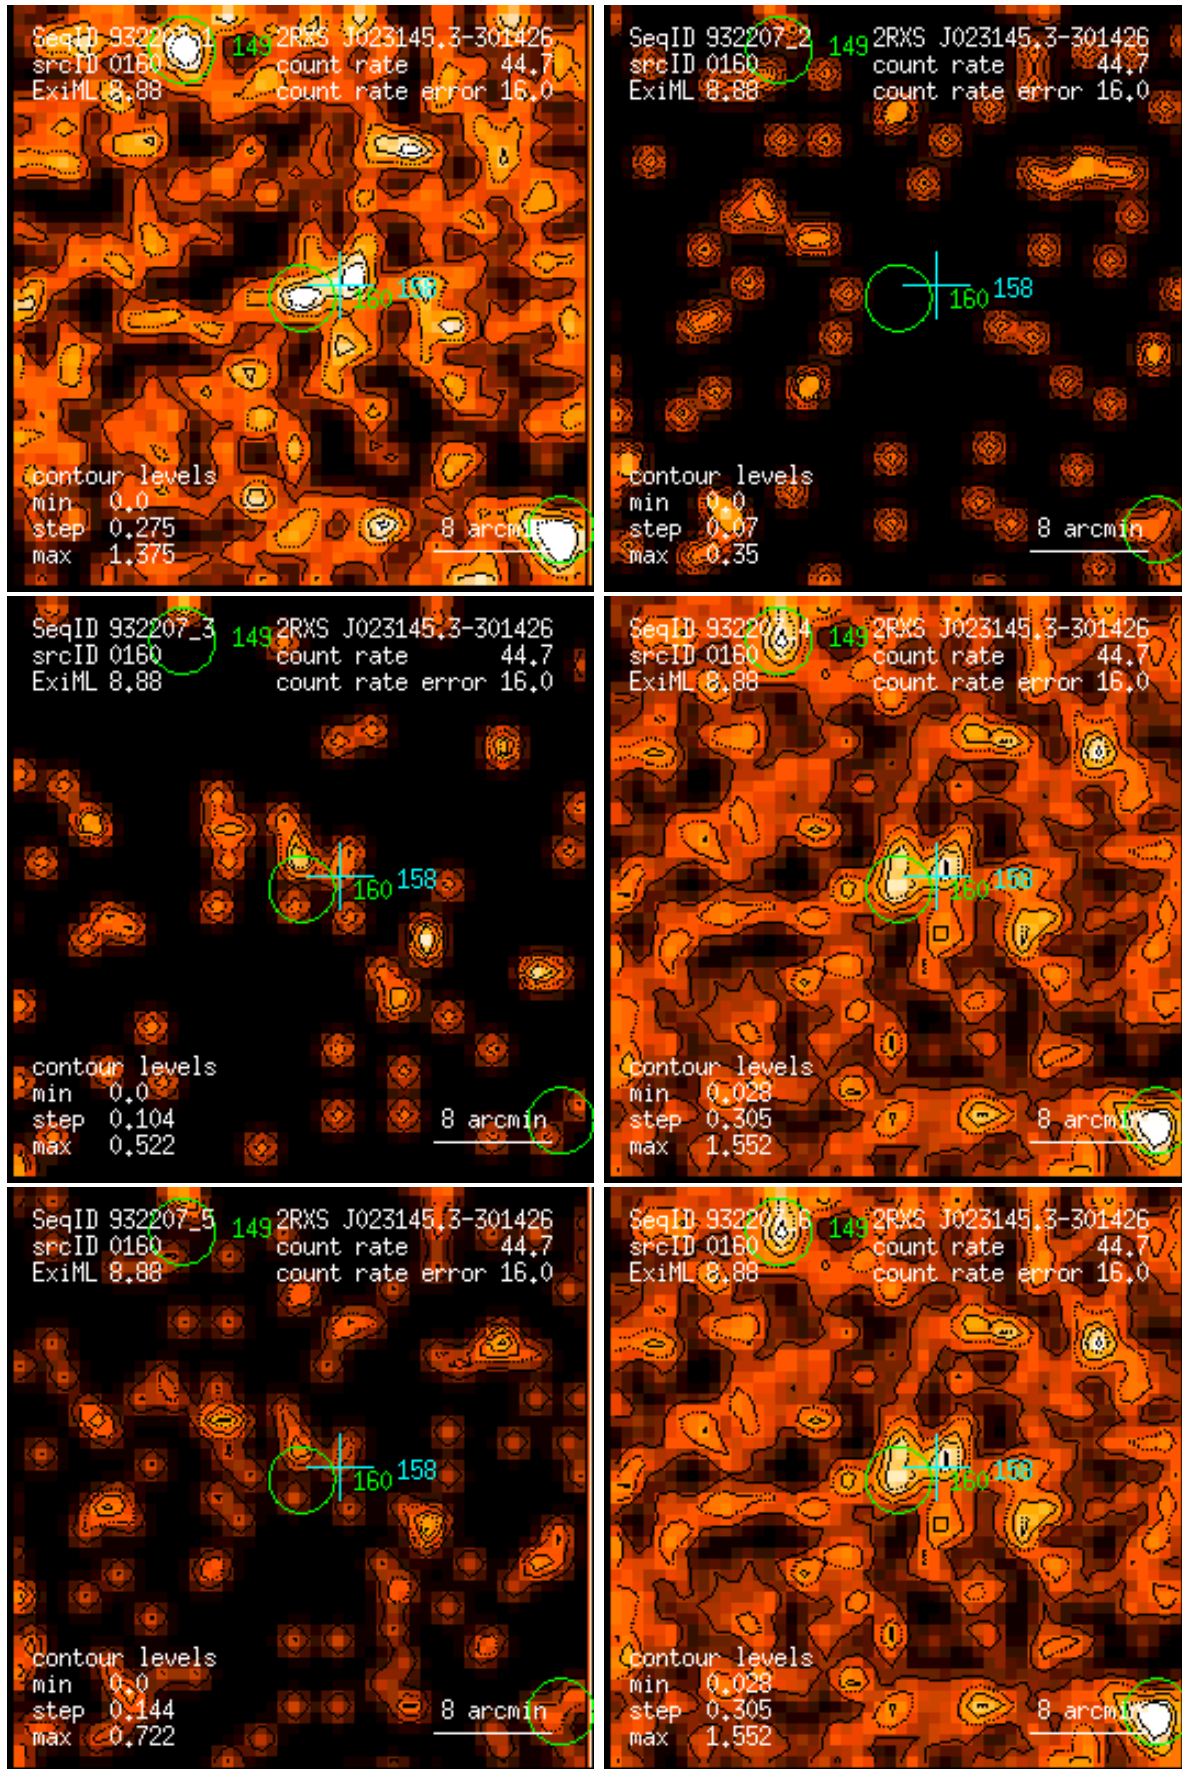 SeqID 932207_1 149 2RXS J023145.3-301426
srcID 0160 count rate 44.7
ExiML 8.88 count rate error 16.0
160 158
contour levels
min 0.0
step 0.275
max 1.375
8 arcmin
SeqID 932207_2 149 2RXS J023145.3-301426
srcID 0160 count rate 44.7
ExiML 8.88 count rate error 16.0
160 158
contour levels
min 0.0
step 0.07
max 0.35
8 arcmin
SeqID 932207_3 149 2RXS J023145.3-301426
srcID 0160 count rate 44.7
ExiML 8.88 count rate error 16.0
160 158
contour levels
min 0.0
step 0.104
max 0.522
8 arcmin
SeqID 932207_4 149 2RXS J023145.3-301426
srcID 0160 count rate 44.7
ExiML 8.88 count rate error 16.0
160 158
contour levels
min 0.028
step 0.305
max 1.552
8 arcmin
SeqID 932207_5 149 2RXS J023145.3-301426
srcID 0160 count rate 44.7
ExiML 8.88 count rate error 16.0
160 158
contour levels
min 0.0
step 0.144
max 0.722
8 arcmin
SeqID 932207_6 149 2RXS J023145.3-301426
srcID 0160 count rate 44.7
ExiML 8.88 count rate error 16.0
160 158
contour levels
min 0.028
step 0.305
max 1.552
8 arcmin